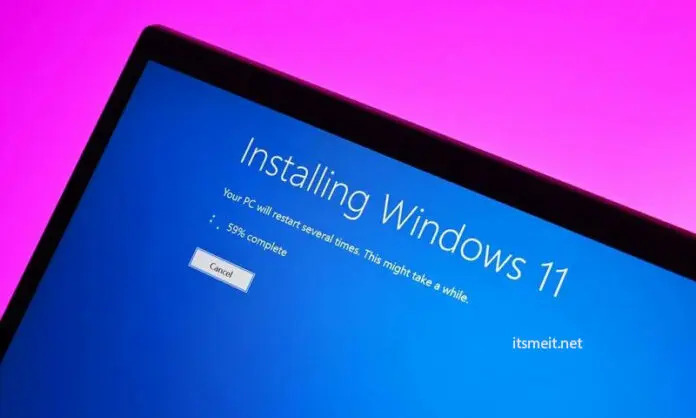 Installing Windows 11
Your PC will restart several times. This might take a while.
59% complete
Cancel
itsmeit.net